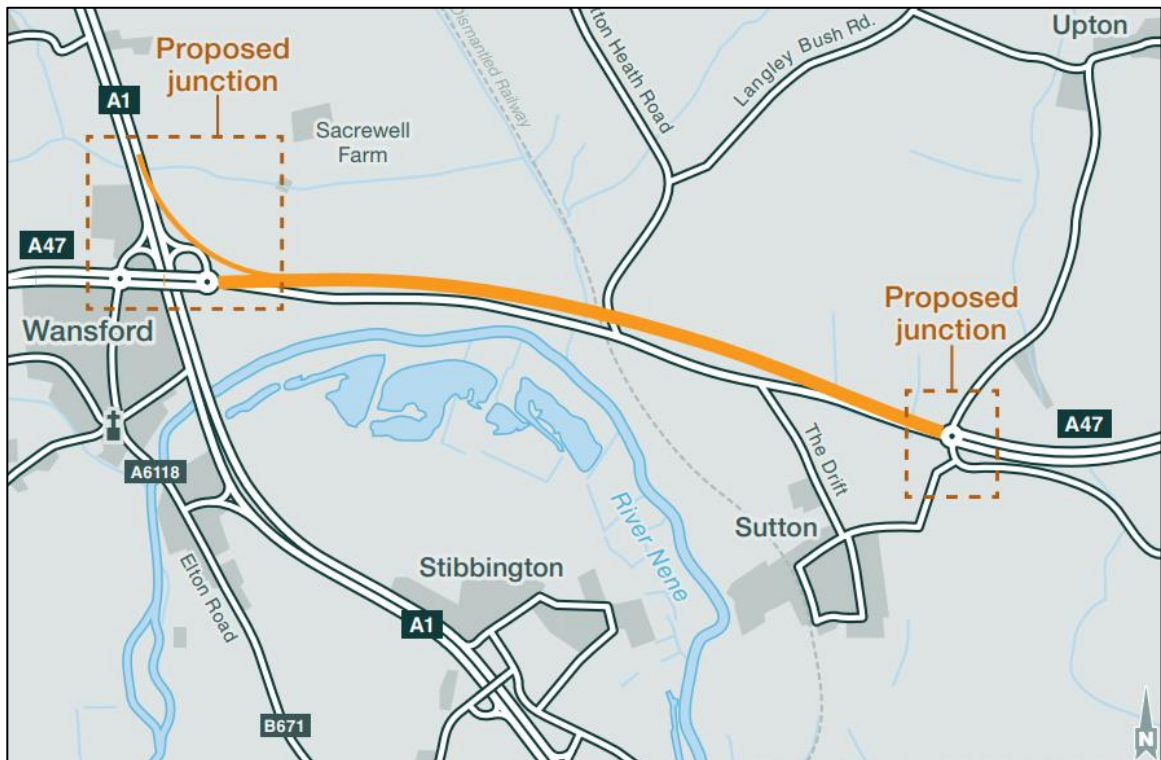 Proposed
junction
A1
Dismantled Railway
tton Heath Road
Langley Bush Rd.
Upton
Sacrewell
Farm
A47
Wansford
Proposed
junction
A47
The Drift
A6118
River Nene
Sutton
Stibbington
Elton Road
A1
B671
N